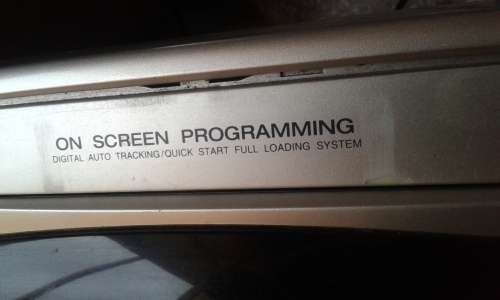 ON SCREEN PROGRAMMING
DIGITAL AUTO TRACKING/QUICK START FULL LOADING SYSTEM